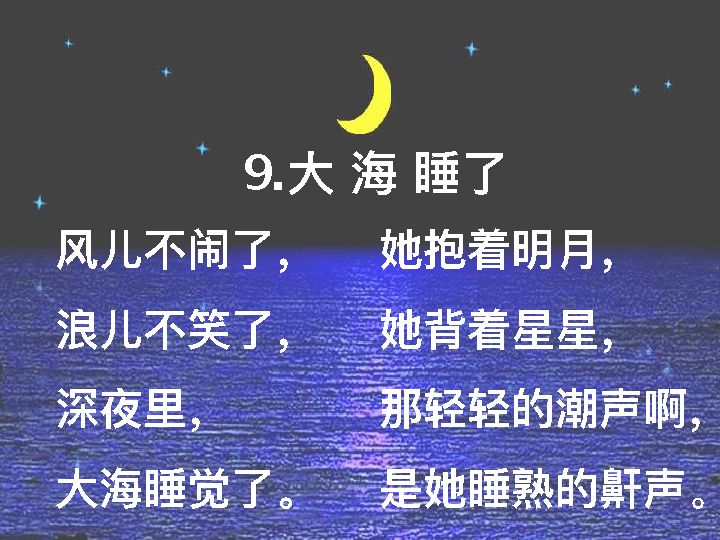 9.大 海 睡了
风儿不闹了，
浪儿不笑了，
深夜里，
大海睡觉了。
她抱着明月，
她背着星星，
那轻轻的潮声啊，
是她睡熟的鼾声。